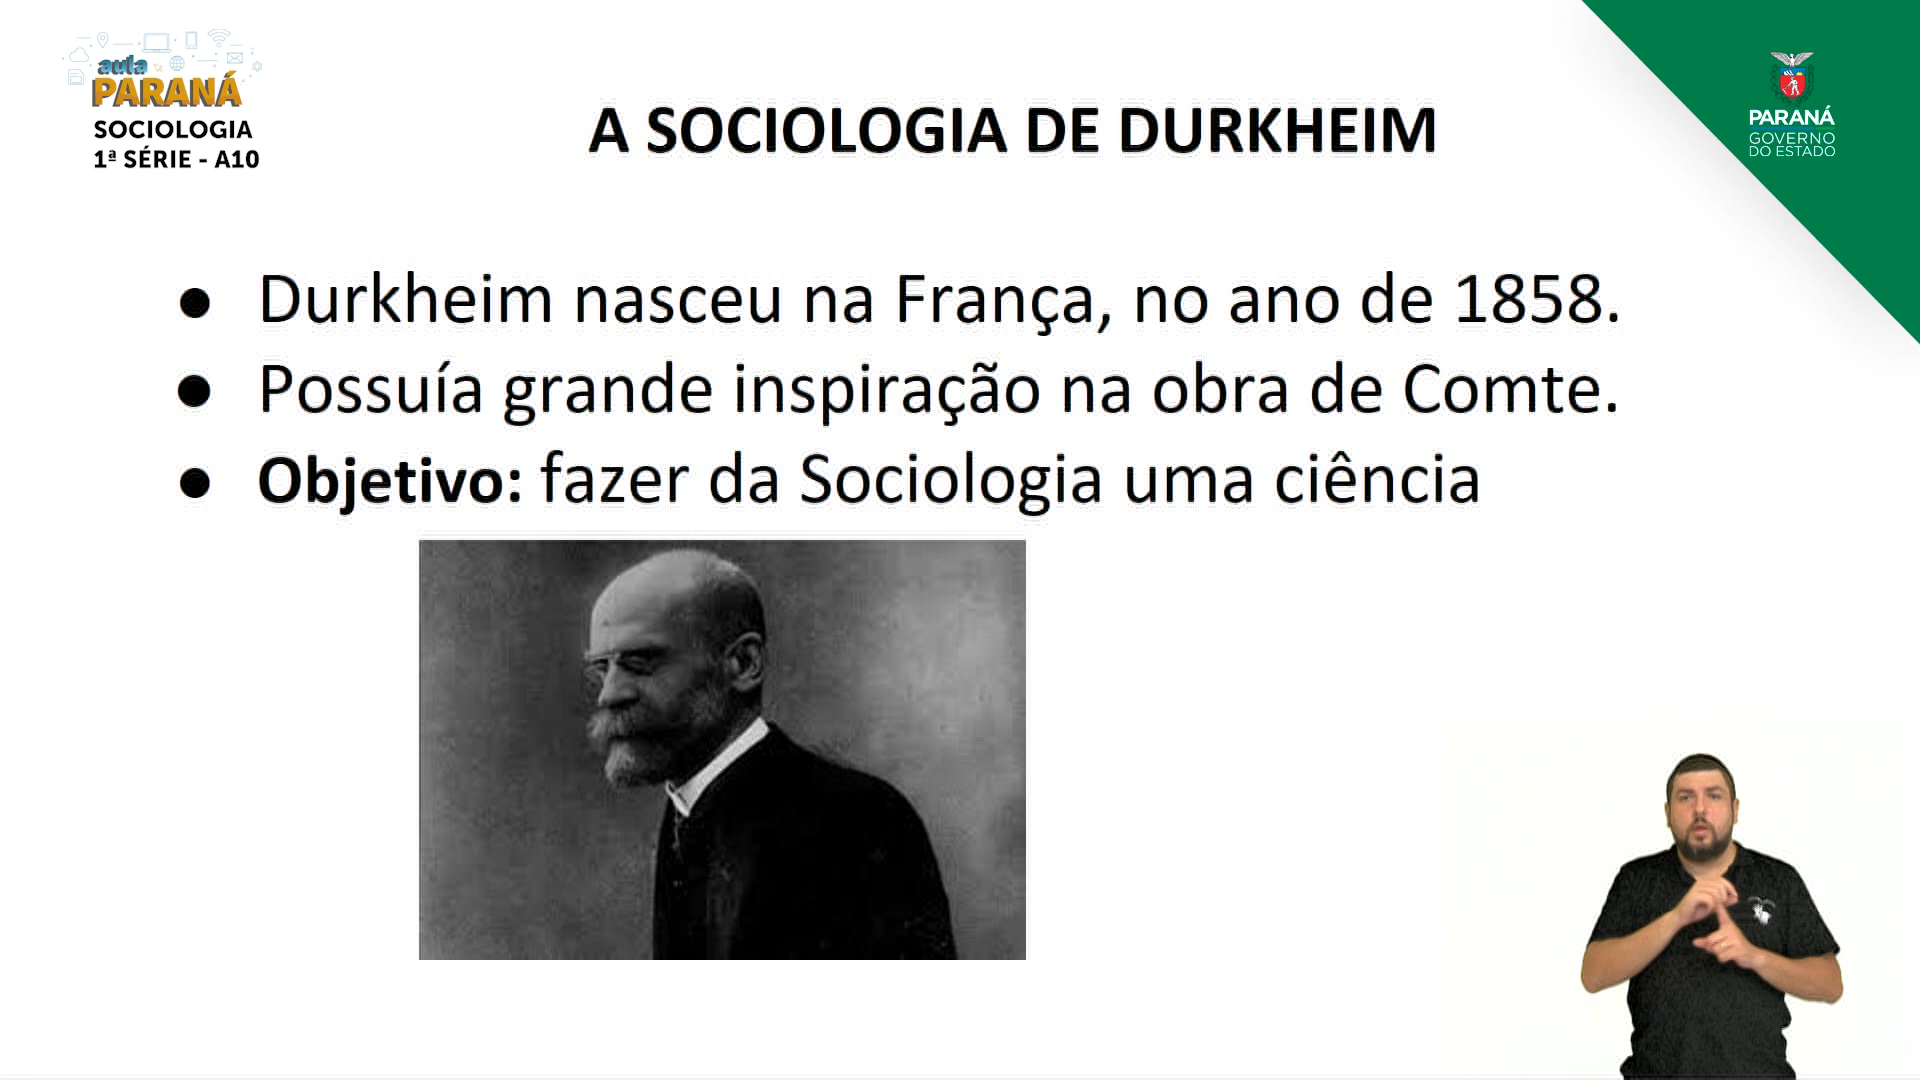 aula
PARANÁ
SOCIOLOGIA
1ª SÉRIE - A10
A SOCIOLOGIA DE DURKHEIM
PARANÁ
GOVERNO
DO ESTADO
● Durkheim nasceu na França, no ano de 1858.
● Possuía grande inspiração na obra de Comte.
● Objetivo: fazer da Sociologia uma ciência